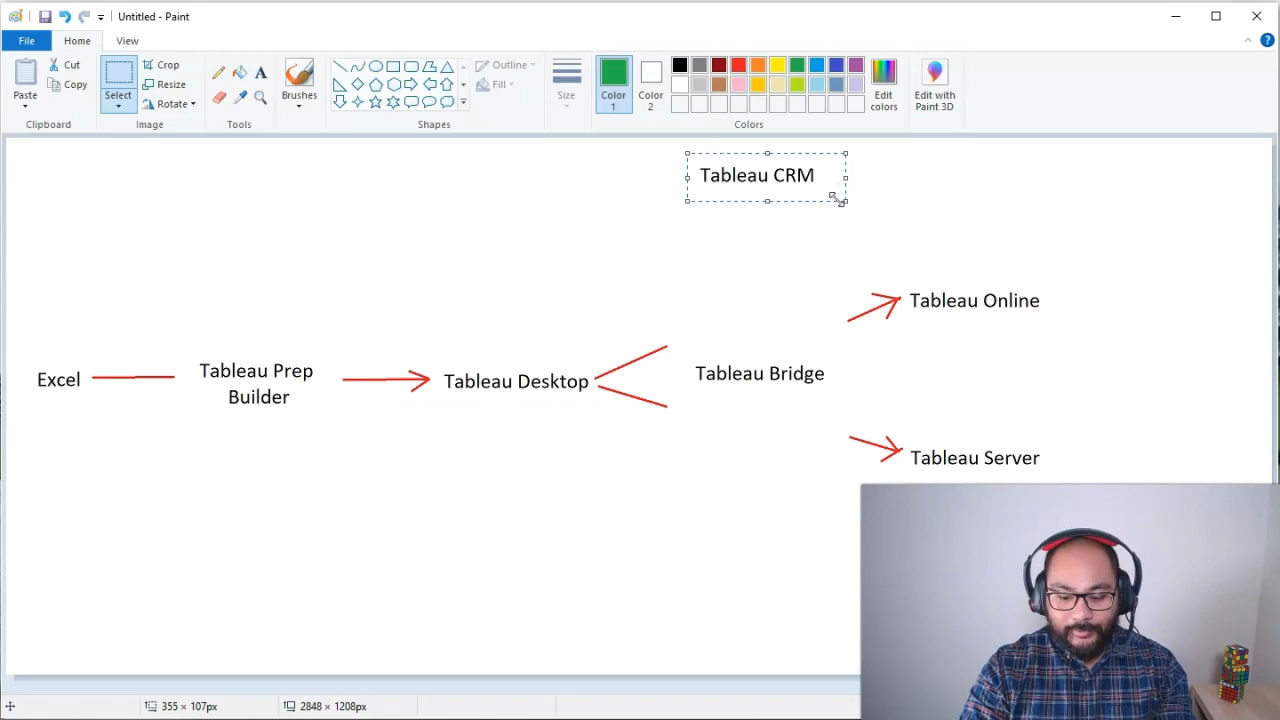 Untitled - Paint
File
Home
View
Paste
Cut
Copy
Clipboard
Select
Crop
Resize
Rotate
Image
Tools
Brushes
Outline
Fill
Shapes
Size
Color
1
Color
2
Edit
colors
Colors
Edit with
Paint 3D
Tableau CRM
Tableau Online
Excel
Tableau Prep
Builder
Tableau Desktop
Tableau Bridge
Tableau Server
355 × 107px
2848 × 1208px